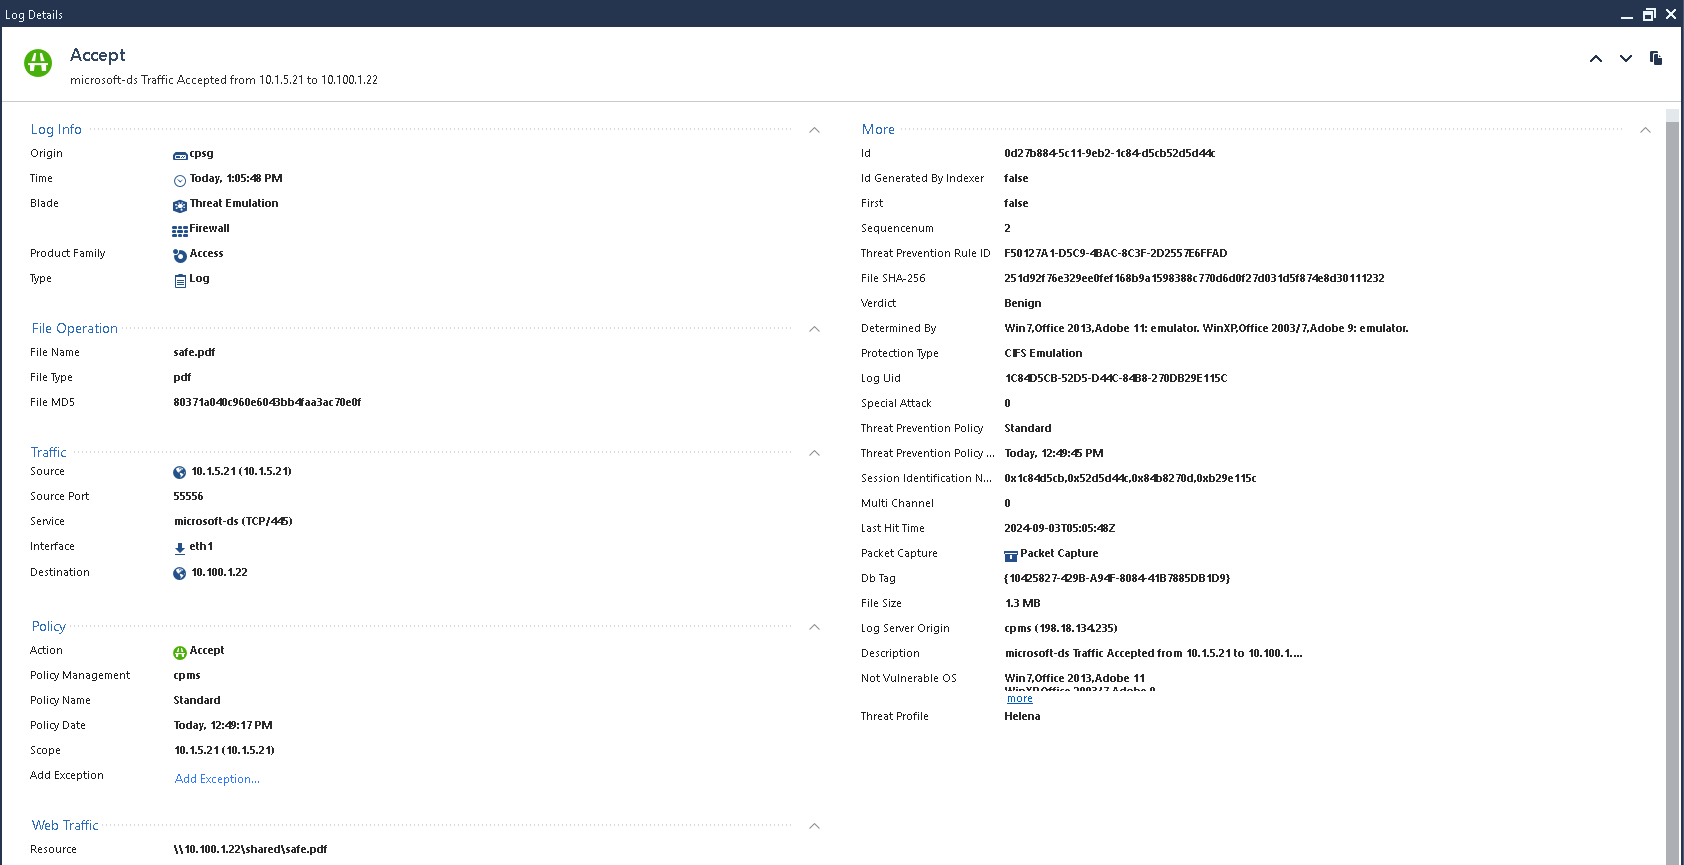 Log Details
Accept
microsoft-ds Traffic Accepted from 10.1.5.21 to 10.100.1.22
Log Info
Origin cpsg
Time Today, 1:05:48 PM
Blade Threat Emulation
Firewall
Product Family Access
Type Log
File Operation
File Name safe.pdf
File Type pdf
File MD5 80371a040c960e6043bb4faa3ac70e0f
Traffic
Source 10.1.5.21 (10.1.5.21)
Source Port 55556
Service microsoft-ds (TCP/445)
Interface eth1
Destination 10.100.1.22
Policy
Action Accept
Policy Management cpms
Policy Name Standard
Policy Date Today, 12:49:17 PM
Scope 10.1.5.21 (10.1.5.21)
Add Exception Add Exception...
Web Traffic
Resource \\10.100.1.22\shared\safe.pdf
More
Id 0d27b884-5c11-9eb2-1c84-d5cb52d5d44c
Id Generated By Indexer false
First false
Sequencenum 2
Threat Prevention Rule ID F50127A1-D5C9-4BAC-8C3F-2D2557E6FFAD
File SHA-256 251d92f76e329ee0fef168b9a1598388c770d6d0f27d031d5f874e8d30111232
Verdict Benign
Determined By Win7,Office 2013,Adobe 11: emulator. WinXP,Office 2003/7,Adobe 9: emulator.
Protection Type CIFS Emulation
Log Uid 1C84D5CB-52D5-D44C-84B8-270DB29E115C
Special Attack 0
Threat Prevention Policy Standard
Threat Prevention Policy ... Today, 12:49:45 PM
Session Identification N... 0x1c84d5cb,0x52d5d44c,0x84b8270d,0xb29e115c
Multi Channel 0
Last Hit Time 2024-09-03T05:05:48Z
Packet Capture Packet Capture
Db Tag {10425827-429B-A94F-8084-41B7885DB1D9}
File Size 1.3 MB
Log Server Origin cpms (198.18.134.235)
Description microsoft-ds Traffic Accepted from 10.1.5.21 to 10.100.1....
Not Vulnerable OS Win7,Office 2013,Adobe 11
WinXP,Office 2003/7,Adobe 9
more
Threat Profile Helena